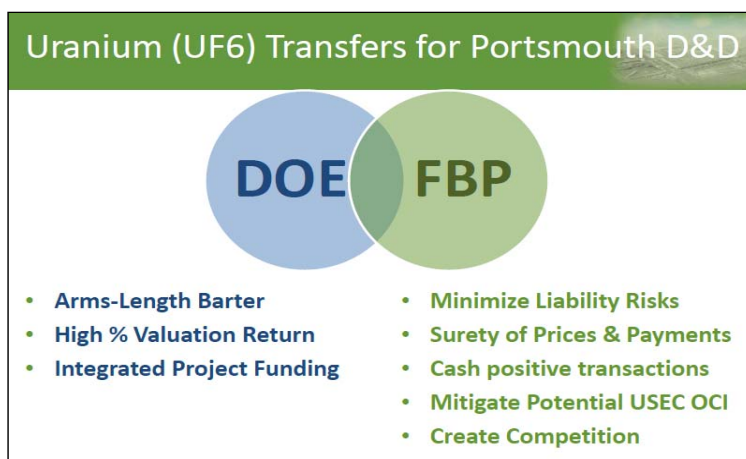 Uranium (UF6) Transfers for Portsmouth D&D
DOE
FBP
• Arms-Length Barter
• High % Valuation Return
• Integrated Project Funding
• Minimize Liability Risks
• Surety of Prices & Payments
• Cash positive transactions
• Mitigate Potential USEC OCI
• Create Competition